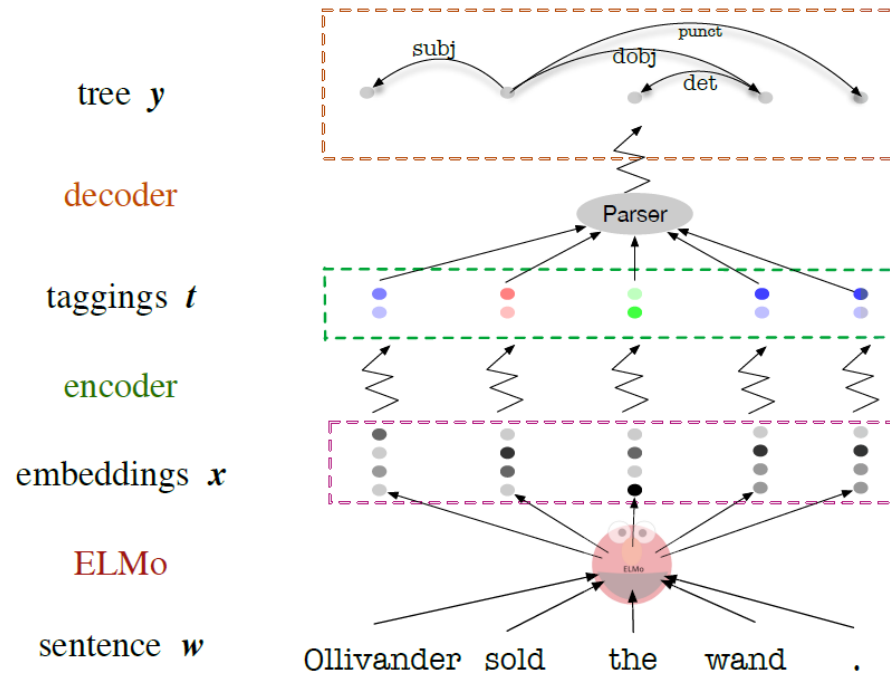 punct
subj
dobj
det
tree y
decoder
Parser
taggings t
encoder
embeddings x
ELMo
ELMo
sentence w
Ollivander sold the wand .